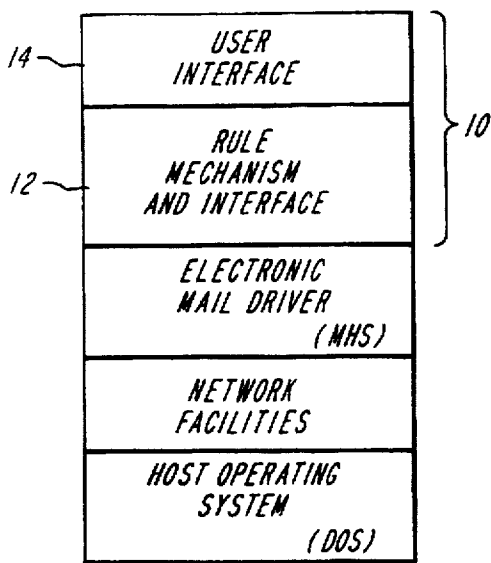 USER
INTERFACE
14
10
RULE
MECHANISM
AND INTERFACE
12
ELECTRONIC
MAIL DRIVER
(MHS)
NETWORK
FACILITIES
HOST OPERATING
SYSTEM
(DOS)